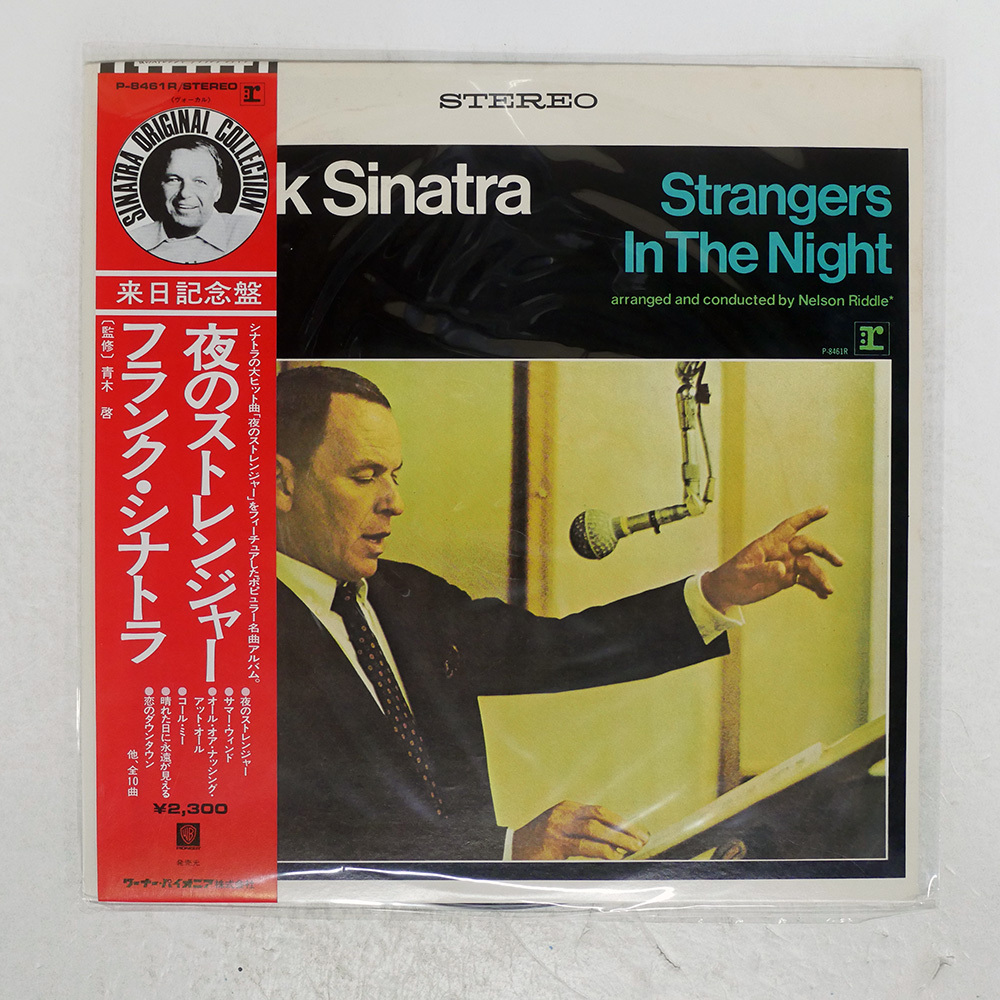 P-8461R/STEREO
r
(ヴォーカル)
SINATRA ORIGINAL COLLECTION
来日記念盤
シナトラの大ヒット曲「夜のストレンジャー」をフィーチュアしたポピュラー名曲アルバム。
夜のストレンジャー
フランク・シナトラ
〔監修〕青木 啓
●夜のストレンジャー
●サマー・ウィンド
●オール・オア・ナッシング・
アット・オール
●コール・ミー
●晴れた日に永遠が見える
●恋のダウンタウン
他、全10曲
¥2,300
WB
PIONEER
発売元
ワーナー・パイオニア株式会社
STEREO
k Sinatra
Strangers
In The Night
arranged and conducted by Nelson Riddle*
P-8461R
r